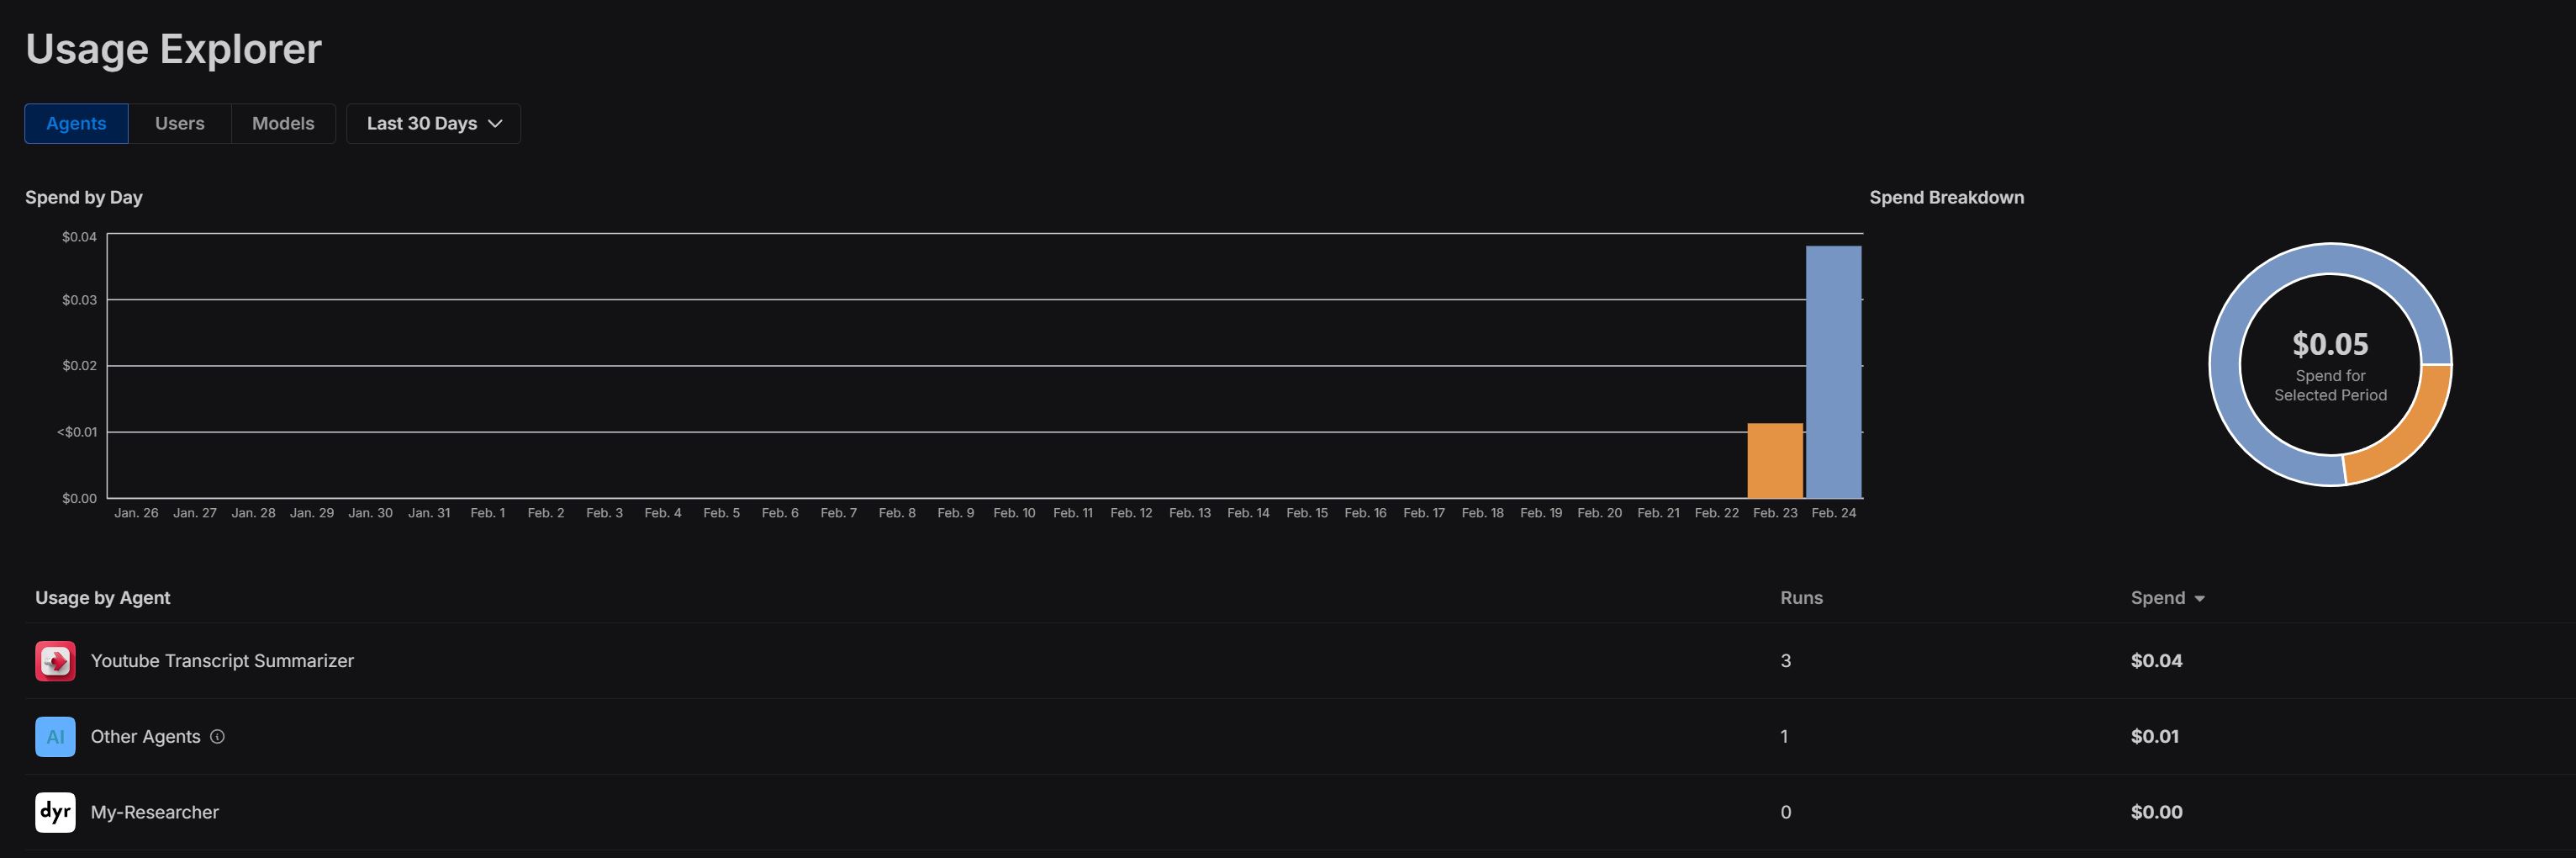 Usage Explorer
Agents Users Models Last 30 Days
Spend by Day
Spend Breakdown
$0.04
$0.03
$0.02
<$0.01
$0.00
Jan. 26 Jan. 27 Jan. 28 Jan. 29 Jan. 30 Jan. 31 Feb. 1 Feb. 2 Feb. 3 Feb. 4 Feb. 5 Feb. 6 Feb. 7 Feb. 8 Feb. 9 Feb. 10 Feb. 11 Feb. 12 Feb. 13 Feb. 14 Feb. 15 Feb. 16 Feb. 17 Feb. 18 Feb. 19 Feb. 20 Feb. 21 Feb. 22 Feb. 23 Feb. 24
$0.05
Spend for
Selected Period
Usage by Agent Runs Spend
Youtube Transcript Summarizer 3 $0.04
AI Other Agents 1 $0.01
dyr My-Researcher 0 $0.00